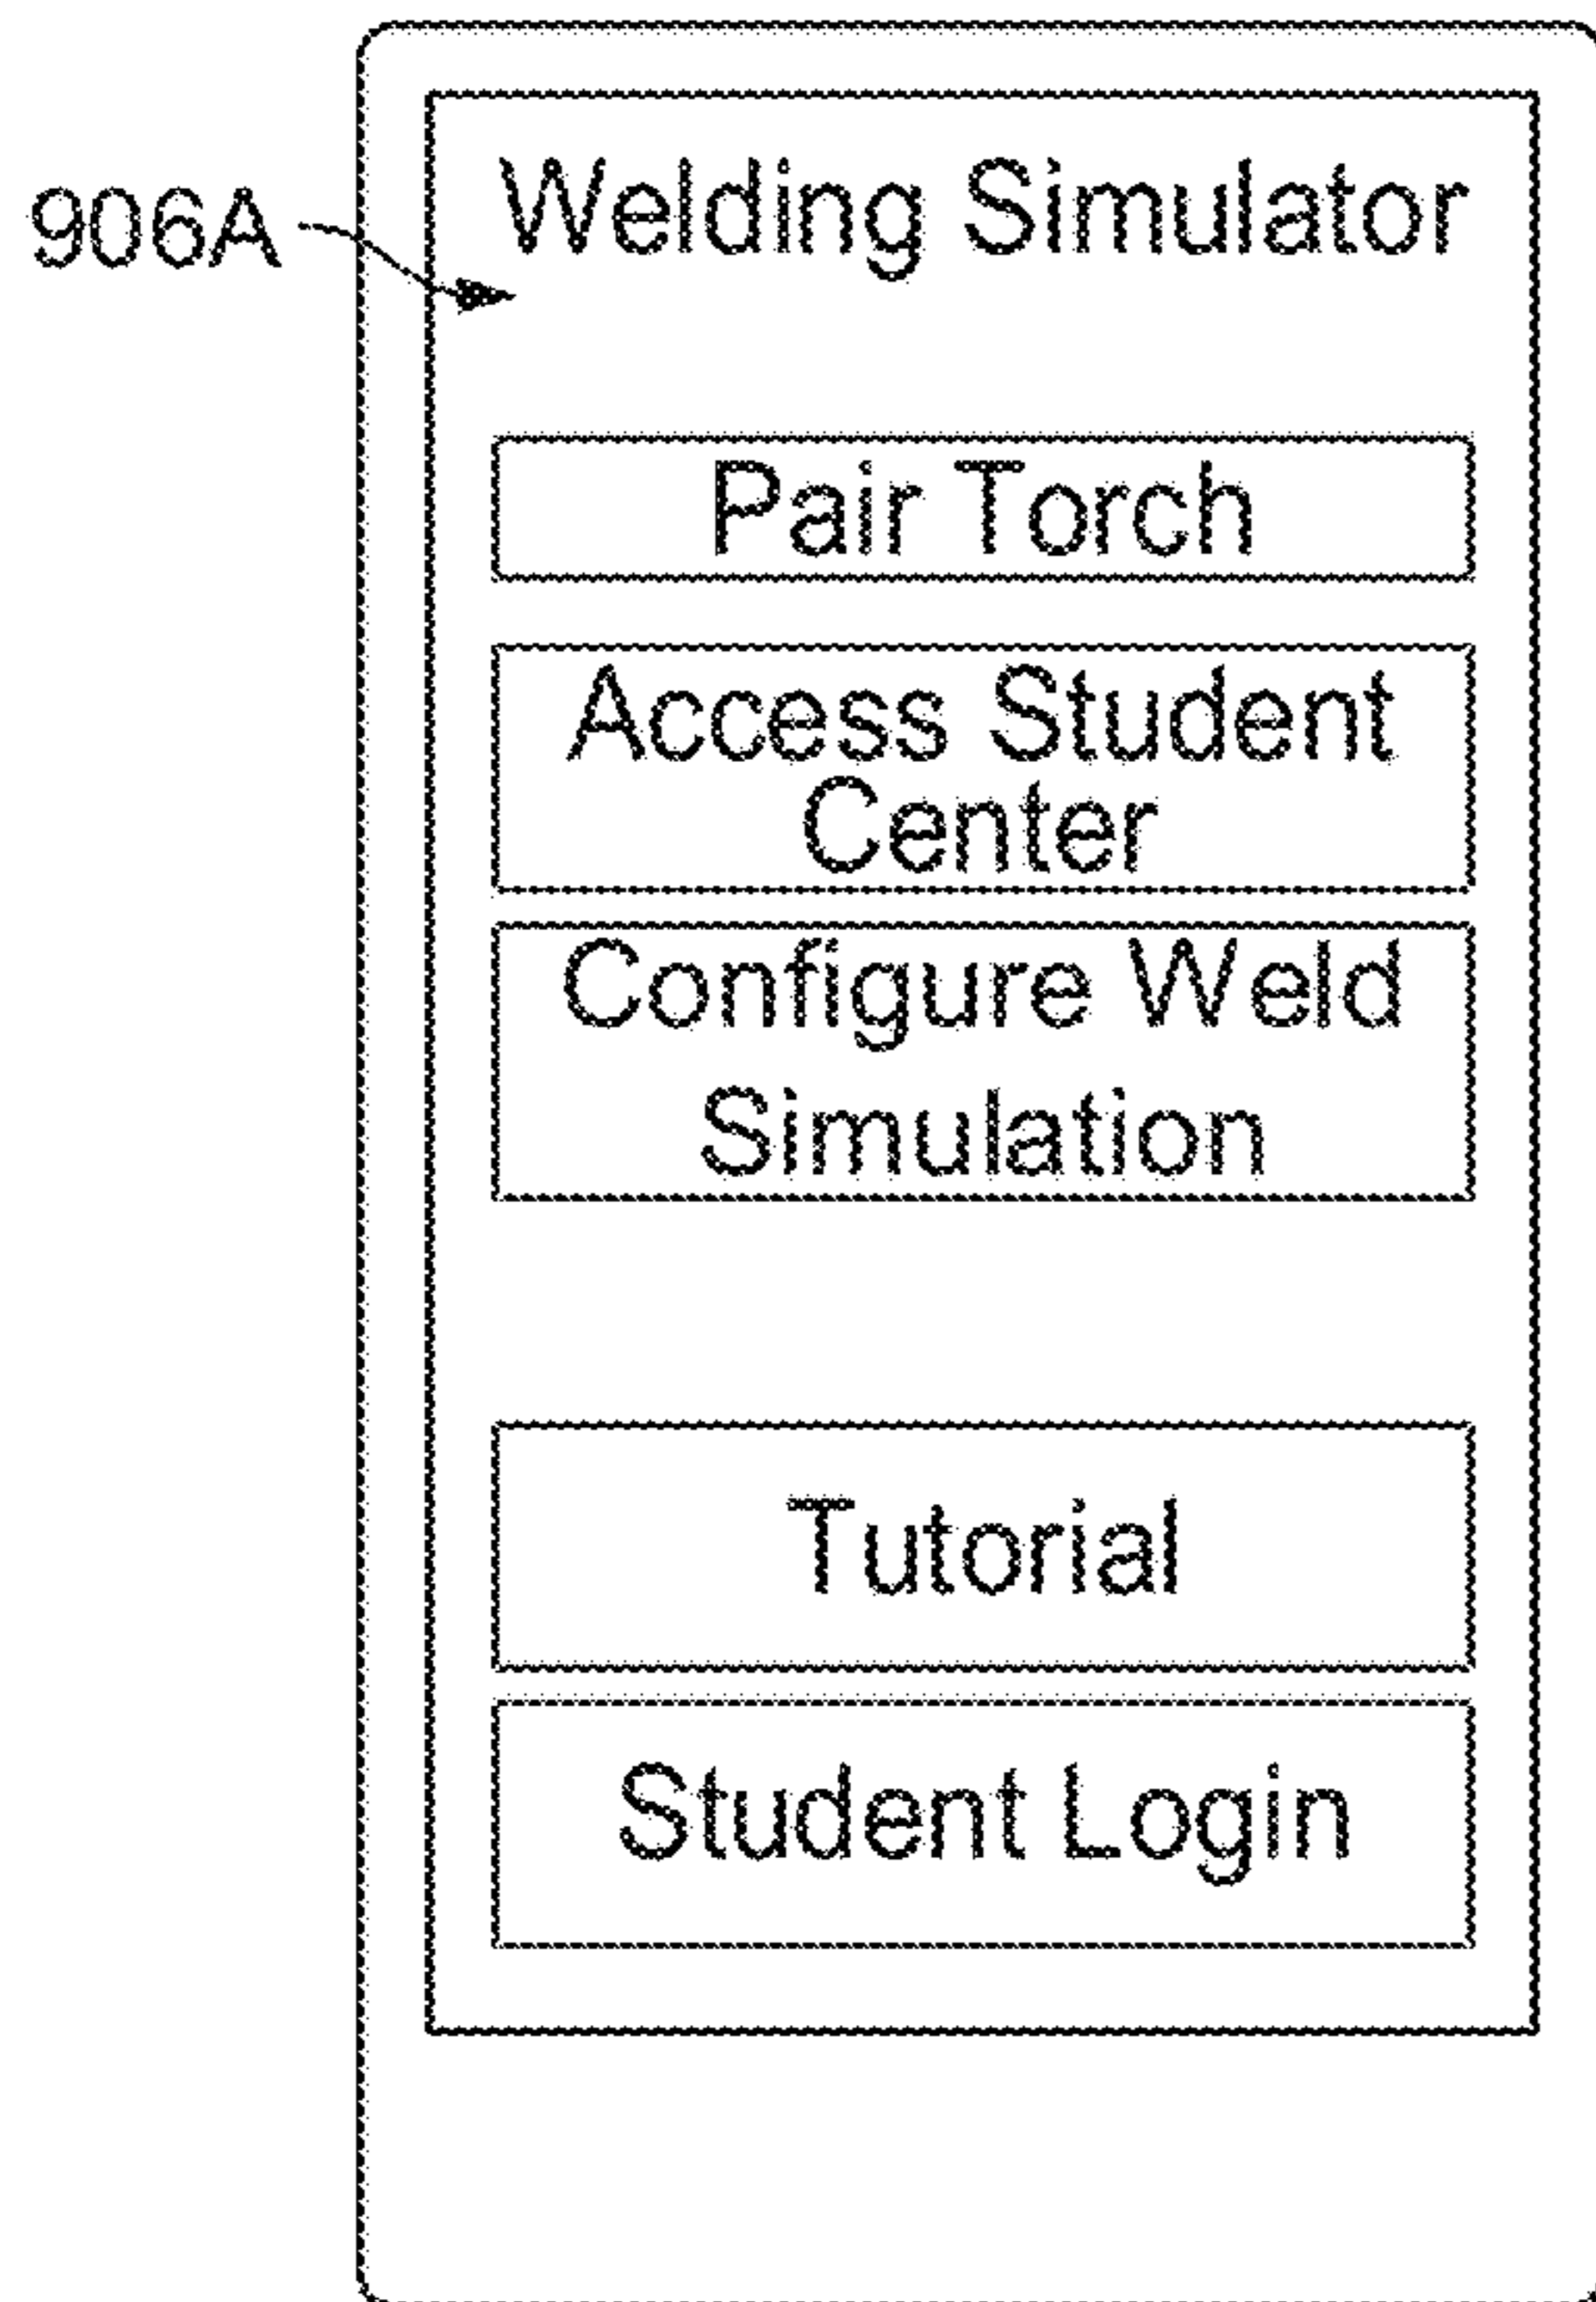 Welding Simulator
906A
Pair Torch
Access Student
Center
Configure Weld
Simulation
Tutorial
Student Login